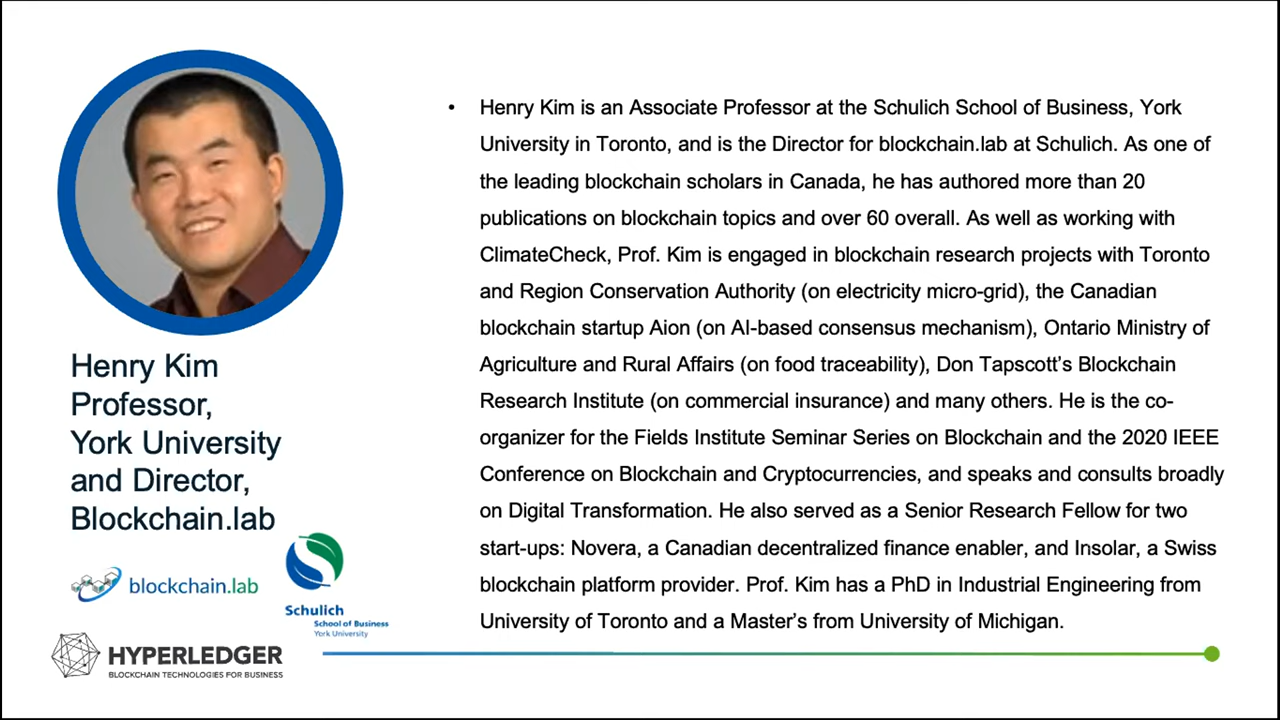 Henry Kim
Professor,
York University
and Director,
Blockchain.lab
blockchain.lab
Schulich
School of Business
York University
HYPERLEDGER
BLOCKCHAIN TECHNOLOGIES FOR BUSINESS
• Henry Kim is an Associate Professor at the Schulich School of Business, York
University in Toronto, and is the Director for blockchain.lab at Schulich. As one of
the leading blockchain scholars in Canada, he has authored more than 20
publications on blockchain topics and over 60 overall. As well as working with
ClimateCheck, Prof. Kim is engaged in blockchain research projects with Toronto
and Region Conservation Authority (on electricity micro-grid), the Canadian
blockchain startup Aion (on AI-based consensus mechanism), Ontario Ministry of
Agriculture and Rural Affairs (on food traceability), Don Tapscott’s Blockchain
Research Institute (on commercial insurance) and many others. He is the co-
organizer for the Fields Institute Seminar Series on Blockchain and the 2020 IEEE
Conference on Blockchain and Cryptocurrencies, and speaks and consults broadly
on Digital Transformation. He also served as a Senior Research Fellow for two
start-ups: Novera, a Canadian decentralized finance enabler, and Insolar, a Swiss
blockchain platform provider. Prof. Kim has a PhD in Industrial Engineering from
University of Toronto and a Master’s from University of Michigan.